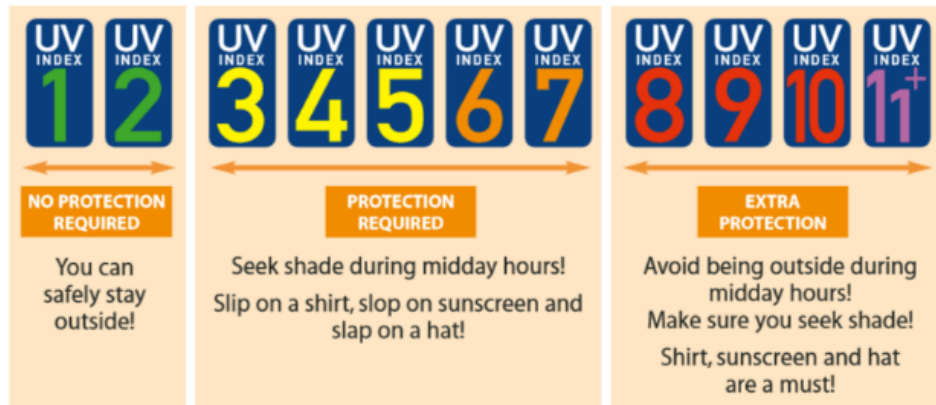 UV
INDEX
1
UV
INDEX
2
UV
INDEX
3
UV
INDEX
4
UV
INDEX
5
UV
INDEX
6
UV
INDEX
7
UV
INDEX
8
UV
INDEX
9
UV
INDEX
10
UV
INDEX
11+
NO PROTECTION
REQUIRED
You can
safely stay
outside!
PROTECTION
REQUIRED
Seek shade during midday hours!
Slip on a shirt, slop on sunscreen and
slap on a hat!
EXTRA
PROTECTION
Avoid being outside during
midday hours!
Make sure you seek shade!
Shirt, sunscreen and hat
are a must!